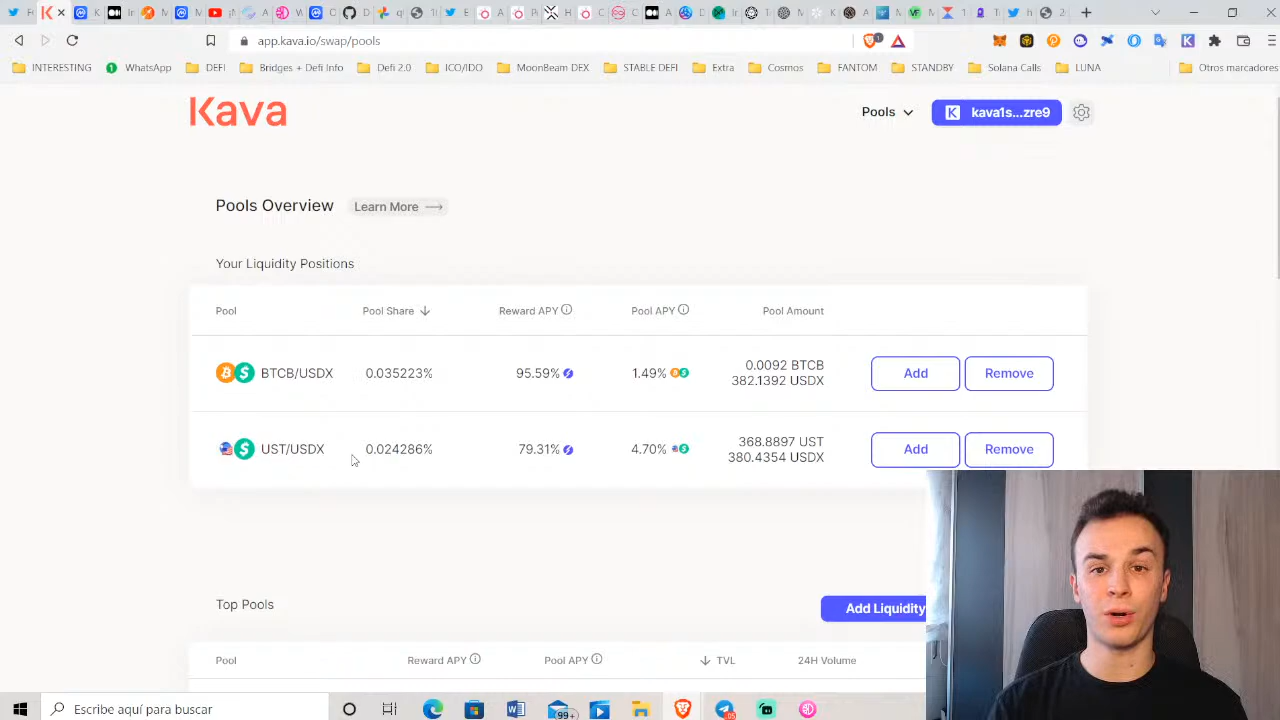 app.kava.io/swap/pools
1
INTERESTING
1 WhatsApp
DEFI
Bridges + Defi Info
Defi 2.0
ICO/IDO
MoonBeam DEX
STABLE DEFI
Extra
Cosmos
FANTOM
STANDBY
Solana Calls
LUNA
Otros marcadores
Kava
Pools
kava1s...zre9
Pools Overview
Learn More
Your Liquidity Positions
Pool Pool Share Reward APY Pool APY Pool Amount
BTCB/USDX 0.035223% 95.59% 1.49% 0.0092 BTCB
382.1392 USDX
Add Remove
UST/USDX 0.024286% 79.31% 4.70% 368.8897 UST
380.4354 USDX
Add Remove
Top Pools
Add Liquidity
Pool Reward APY Pool APY TVL 24H Volume
Escribe aquí para buscar
99+